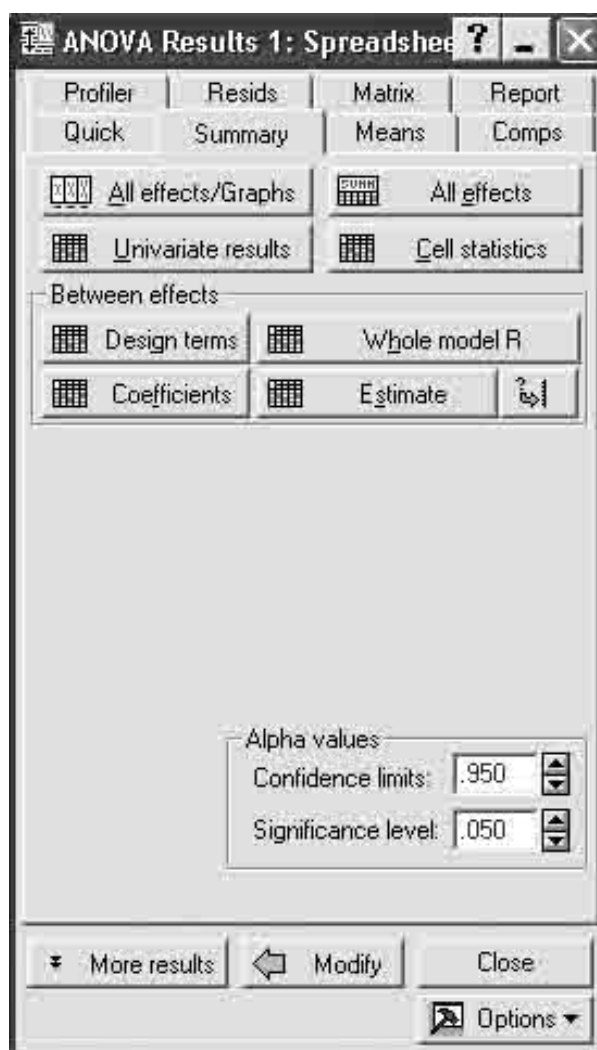 ANOVA Results 1: Spreadshee ? _ X
Profiler Resids Matrix Report
Quick Summary Means Comps
All effects/Graphs SUMM All effects
Univariate results Cell statistics
Between effects
Design terms Whole model R
Coefficients Estimate ?
Alpha values
Confidence limits: .950
Significance level: .050
More results Modify Close
Options